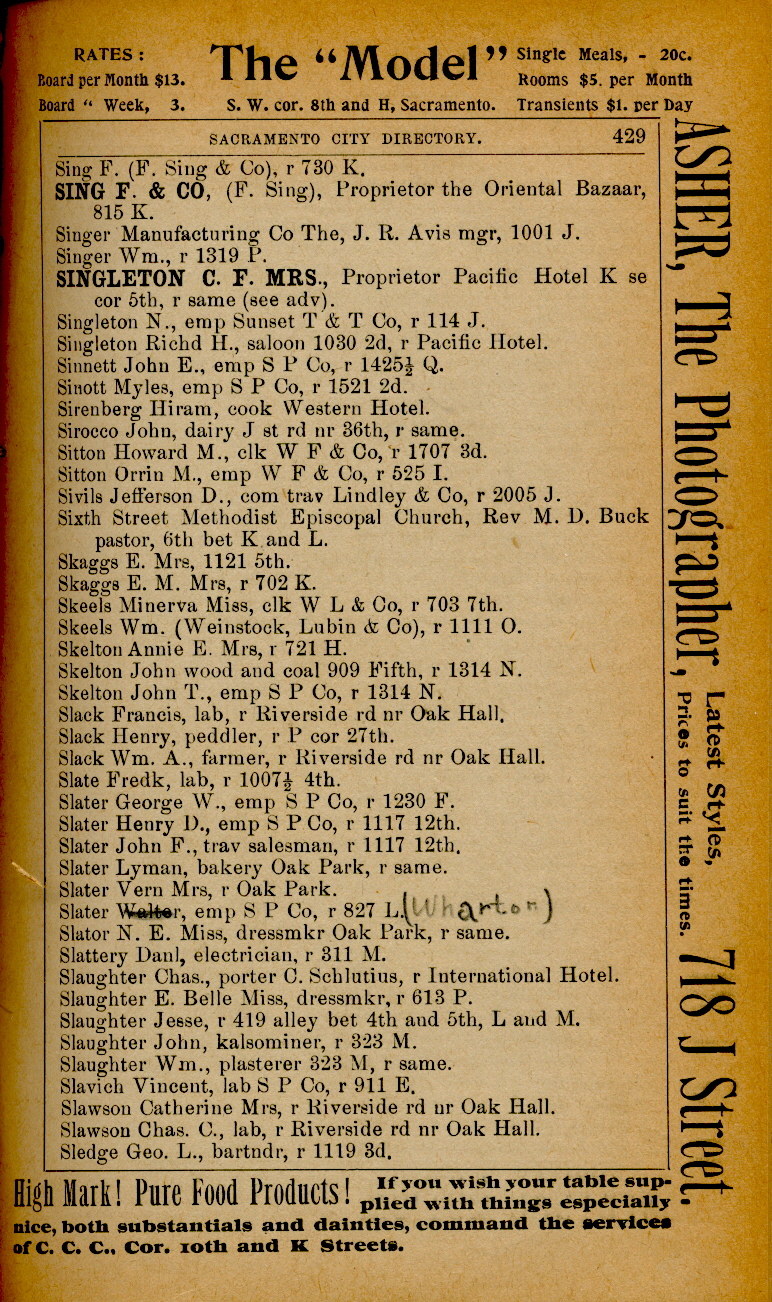 RATES :
Board per Month $13.
Board “ Week, 3.
The “Model”
S. W. cor. 8th and H, Sacramento.
Single Meals, - 20c.
Rooms $5. per Month
Transients $1. per Day
SACRAMENTO CITY DIRECTORY. 429
Sing F. (F. Sing & Co), r 730 K.
SING F. & CO, (F. Sing), Proprietor the Oriental Bazaar,
815 K.
Singer Manufacturing Co The, J. R. Avis mgr, 1001 J.
Singer Wm., r 1319 P.
SINGLETON C. F. MRS., Proprietor Pacific Hotel K se
cor 5th, r same (see adv).
Singleton N., emp Sunset T & T Co, r 114 J.
Singleton Richd H., saloon 1030 2d, r Pacific Hotel.
Sinnett John E., emp S P Co, r 1425½ Q.
Sinott Myles, emp S P Co, r 1521 2d.
Sirenberg Hiram, cook Western Hotel.
Sirocco John, dairy J st rd nr 36th, r same.
Sitton Howard M., clk W F & Co, r 1707 3d.
Sitton Orrin M., emp W F & Co, r 525 I.
Sivils Jefferson D., com trav Lindley & Co, r 2005 J.
Sixth Street Methodist Episcopal Church, Rev M. D. Buck
pastor, 6th bet K and L.
Skaggs E. Mrs, 1121 5th.
Skaggs E. M. Mrs, r 702 K.
Skeels Minerva Miss, clk W L & Co, r 703 7th.
Skeels Wm. (Weinstock, Lubin & Co), r 1111 O.
Skelton Annie E. Mrs, r 721 H.
Skelton John wood and coal 909 Fifth, r 1314 N.
Skelton John T., emp S P Co, r 1314 N.
Slack Francis, lab, r Riverside rd nr Oak Hall.
Slack Henry, peddler, r P cor 27th.
Slack Wm. A., farmer, r Riverside rd nr Oak Hall.
Slate Fredk, lab, r 1007½ 4th.
Slater George W., emp S P Co, r 1230 F.
Slater Henry D., emp S P Co, r 1117 12th.
Slater John F., trav salesman, r 1117 12th.
Slater Lyman, bakery Oak Park, r same.
Slater Vern Mrs, r Oak Park.
Slater Walter, emp S P Co, r 827 L. (Wharton)
Slator N. E. Miss, dressmkr Oak Park, r same.
Slattery Danl, electrician, r 311 M.
Slaughter Chas., porter C. Schlutius, r International Hotel.
Slaughter E. Belle Miss, dressmkr, r 613 P.
Slaughter Jesse, r 419 alley bet 4th and 5th, L and M.
Slaughter John, kalsominer, r 323 M.
Slaughter Wm., plasterer 323 M, r same.
Slavich Vincent, lab S P Co, r 911 E.
Slawson Catherine Mrs, r Riverside rd nr Oak Hall.
Slawson Chas. C., lab, r Riverside rd nr Oak Hall.
Sledge Geo. L., bartndr, r 1119 3d.
ASHER, The Photographer, Latest Styles,
Prices to suit the times. 718 J Street.
High Mark! Pure Food Products! If you wish your table sup-
plied with things especially
nice, both substantials and dainties, command the services
of C. C. C., Cor. 10th and K Streets.